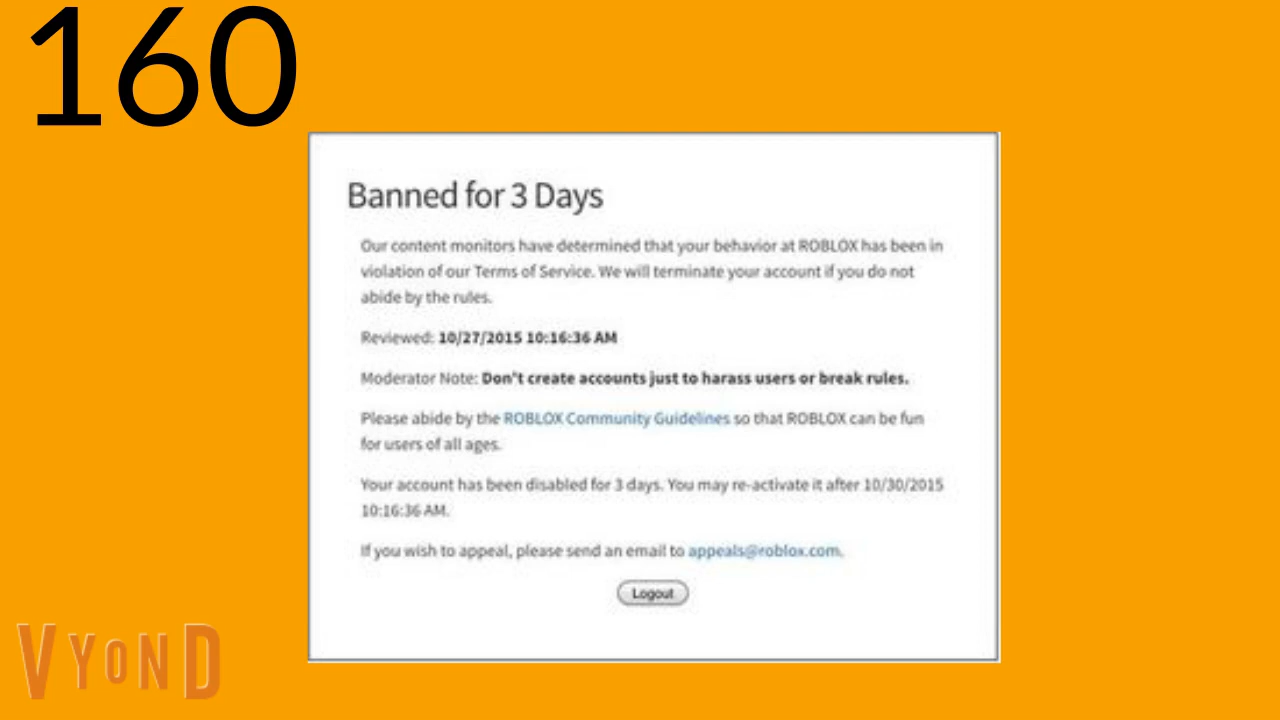 160
Banned for 3 Days
Our content monitors have determined that your behavior at ROBLOX has been in
violation of our Terms of Service. We will terminate your account if you do not
abide by the rules.
Reviewed: 10/27/2015 10:16:36 AM
Moderator Note: Don't create accounts just to harass users or break rules.
Please abide by the ROBLOX Community Guidelines so that ROBLOX can be fun
for users of all ages.
Your account has been disabled for 3 days. You may re-activate it after 10/30/2015
10:16:36 AM.
If you wish to appeal, please send an email to appeals@roblox.com.
Logout
VYOND